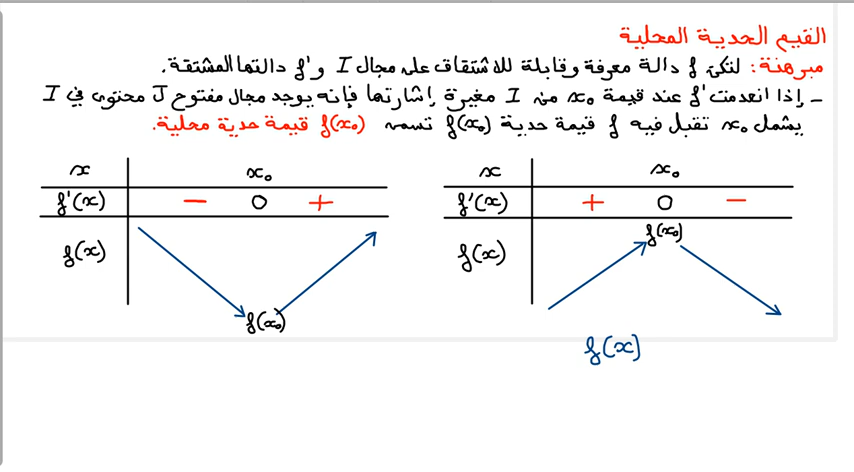 القيم الحدية المحلية
مبرهنة: لتكن f دالة معرفة وقابلة للاشتقاق على مجال I و f' دالتها المشتقة.
- إذا انعدمت f' عند قيمة x₀ من I مغيرة إشارتها فإنه يوجد مجال مفتوح J محتوى في I
يشمل x₀ تقبل فيه f قيمة حدية f(x₀) تسمى f(x₀) قيمة حدية محلية.
x x₀
f'(x) − 0 +
f(x)
f(x₀)
x x₀
f'(x) + 0 −
f(x₀)
f(x)
f(x)